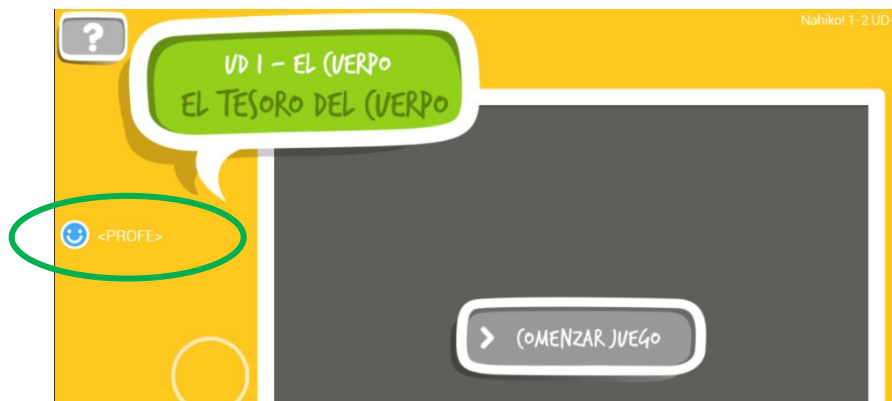 ?
Nahiko! 1-2 UD
UD 1 - EL CUERPO
EL TESORO DEL CUERPO
<PROFE>
> COMENZAR JUEGO